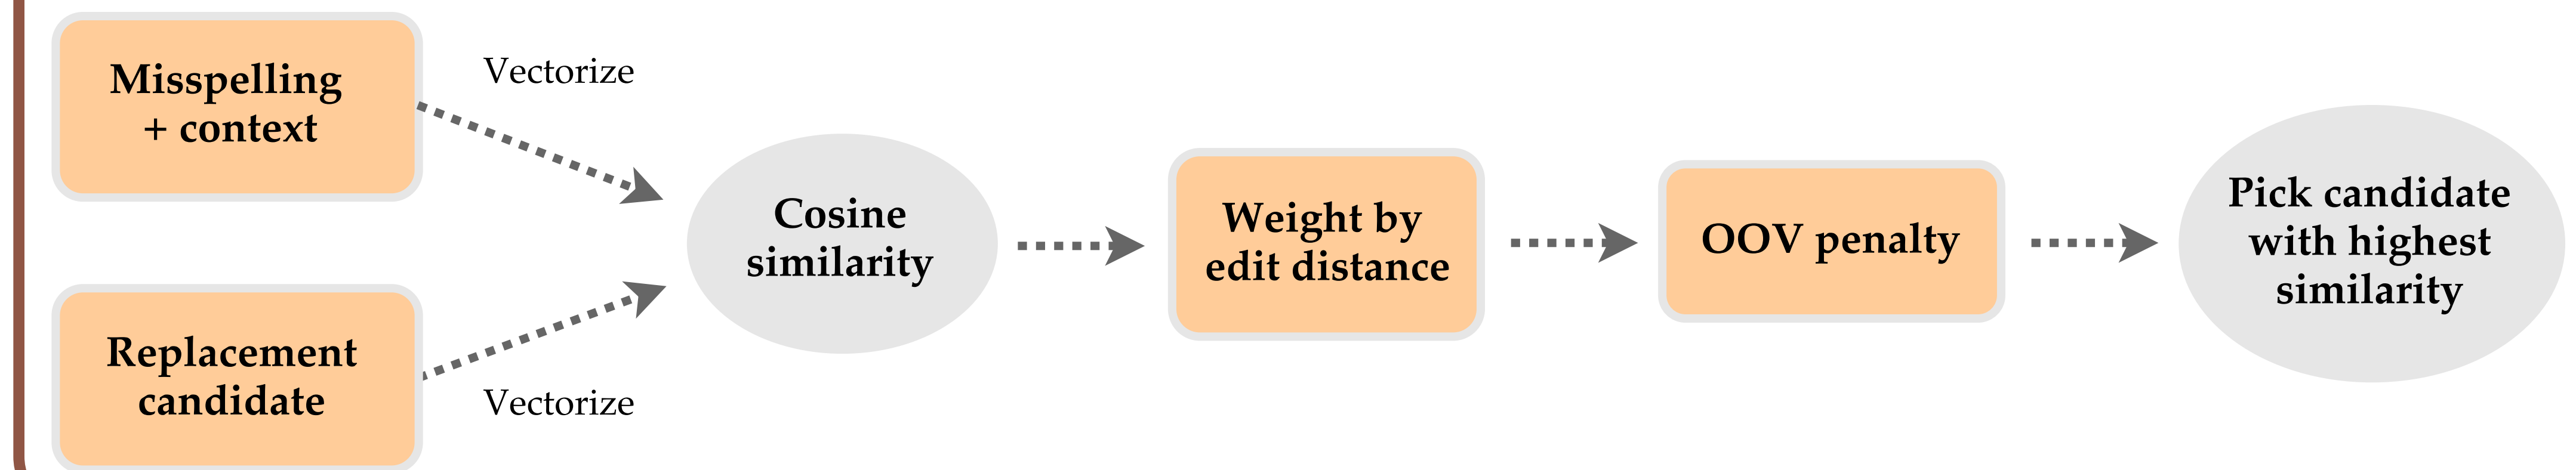 Misspelling
+ context
Vectorize
Replacement
candidate
Vectorize
Cosine
similarity
Weight by
edit distance
OOV penalty
Pick candidate
with highest
similarity